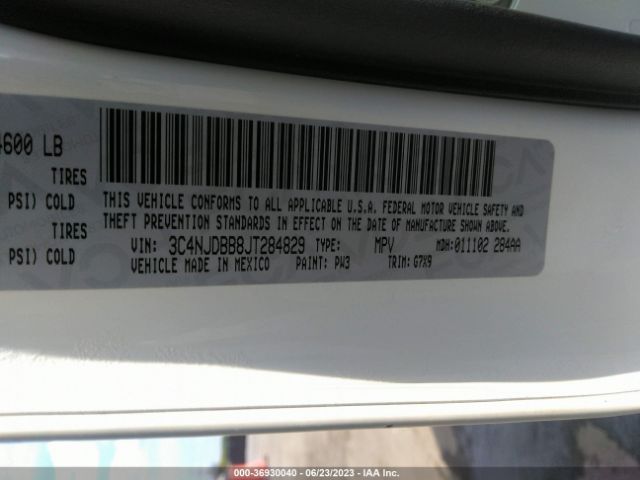 4600 LB
TIRES
PSI) COLD
TIRES
PSI) COLD
THIS VEHICLE CONFORMS TO ALL APPLICABLE U.S.A. FEDERAL MOTOR VEHICLE SAFETY AND
THEFT PREVENTION STANDARDS IN EFFECT ON THE DATE OF MANUFACTURE SHOWN ABOVE.
VIN: 3C4NJDBB8JT284829 TYPE: MPV MDH:011102 284AA
VEHICLE MADE IN MEXICO PAINT: PW3 TRIM: G7X9
000-36930040 - 06/23/2023 - IAA Inc.